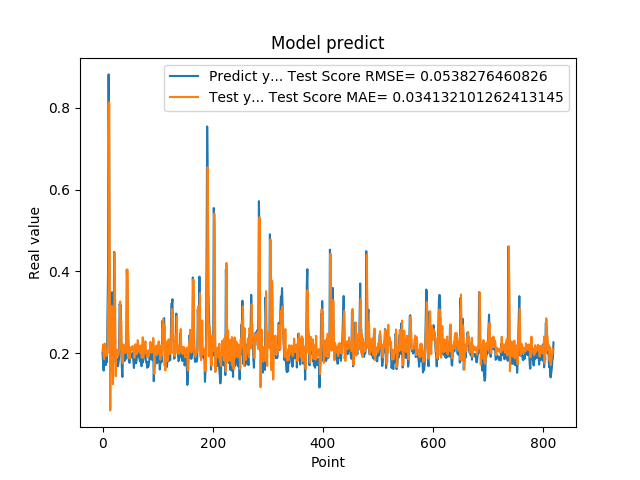 Model predict
Predict y... Test Score RMSE= 0.0538276460826
Test y... Test Score MAE= 0.034132101262413145
0.8
0.6
0.4
0.2
Real value
0 200 400 600 800
Point